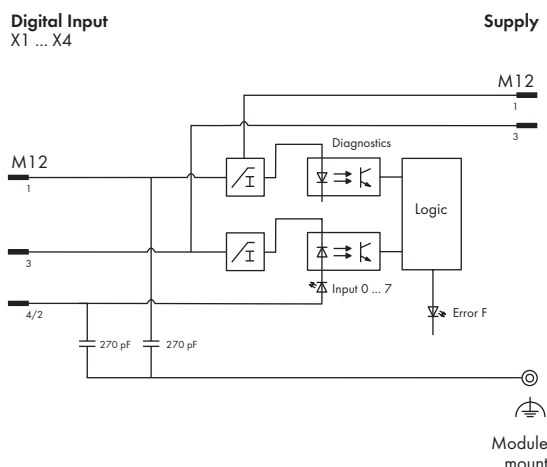 Digital Input
X1 ... X4
Supply
M12
1
3
Diagnostics
M12
1
I
Logic
3
I
Input 0 ... 7
4/2
Error F
270 pF
270 pF
Module
mount